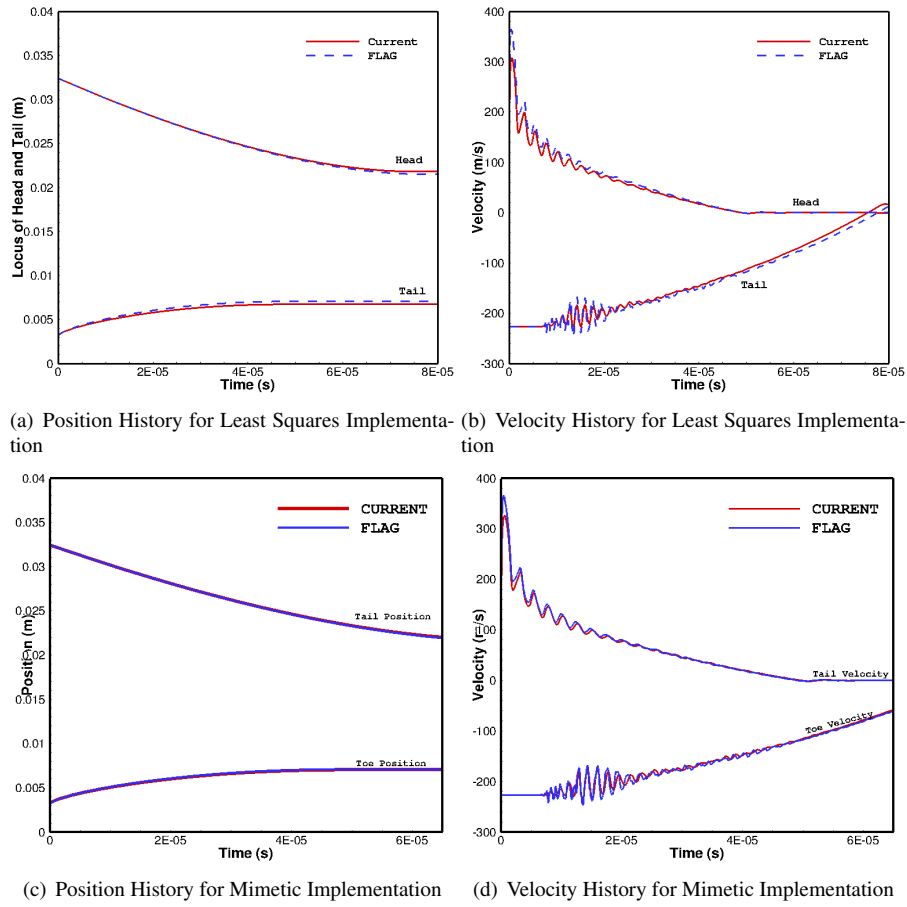 0.04
0.03
0.02
0.01
0.035
0.025
0.015
0.005
0
Locus of Head and Tail (m)
Current
FLAG
Head
Tail
0
2E-05
4E-05
6E-05
8E-05
Time (s)
400
300
200
100
0
-100
-200
-300
Velocity (m/s)
Current
FLAG
Head
Tail
0
2E-05
4E-05
6E-05
8E-05
Time (s)
(a) Position History for Least Squares Implementa-
tion
(b) Velocity History for Least Squares Implementa-
tion
0.04
0.035
0.03
0.025
0.02
0.015
0.01
0.005
0
Position (m)
CURRENT
FLAG
Tail Position
Toe Position
0
2E-05
4E-05
6E-05
Time (s)
400
300
200
100
0
-100
-200
-300
Velocity (m/s)
CURRENT
FLAG
Tail Velocity
Toe Velocity
0
2E-05
4E-05
6E-05
Time (s)
(c) Position History for Mimetic Implementation
(d) Velocity History for Mimetic Implementation